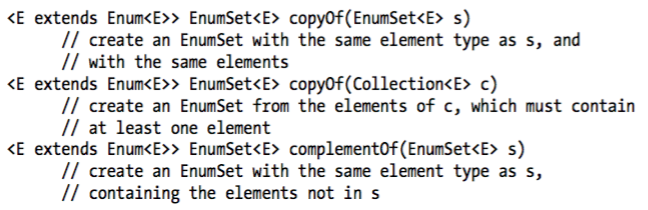 <E extends Enum<E>> EnumSet<E> copyOf(EnumSet<E> s)
// create an EnumSet with the same element type as s, and
// with the same elements
<E extends Enum<E>> EnumSet<E> copyOf(Collection<E> c)
// create an EnumSet from the elements of c, which must contain
// at least one element
<E extends Enum<E>> EnumSet<E> complementOf(EnumSet<E> s)
// create an EnumSet with the same element type as s,
// containing the elements not in s